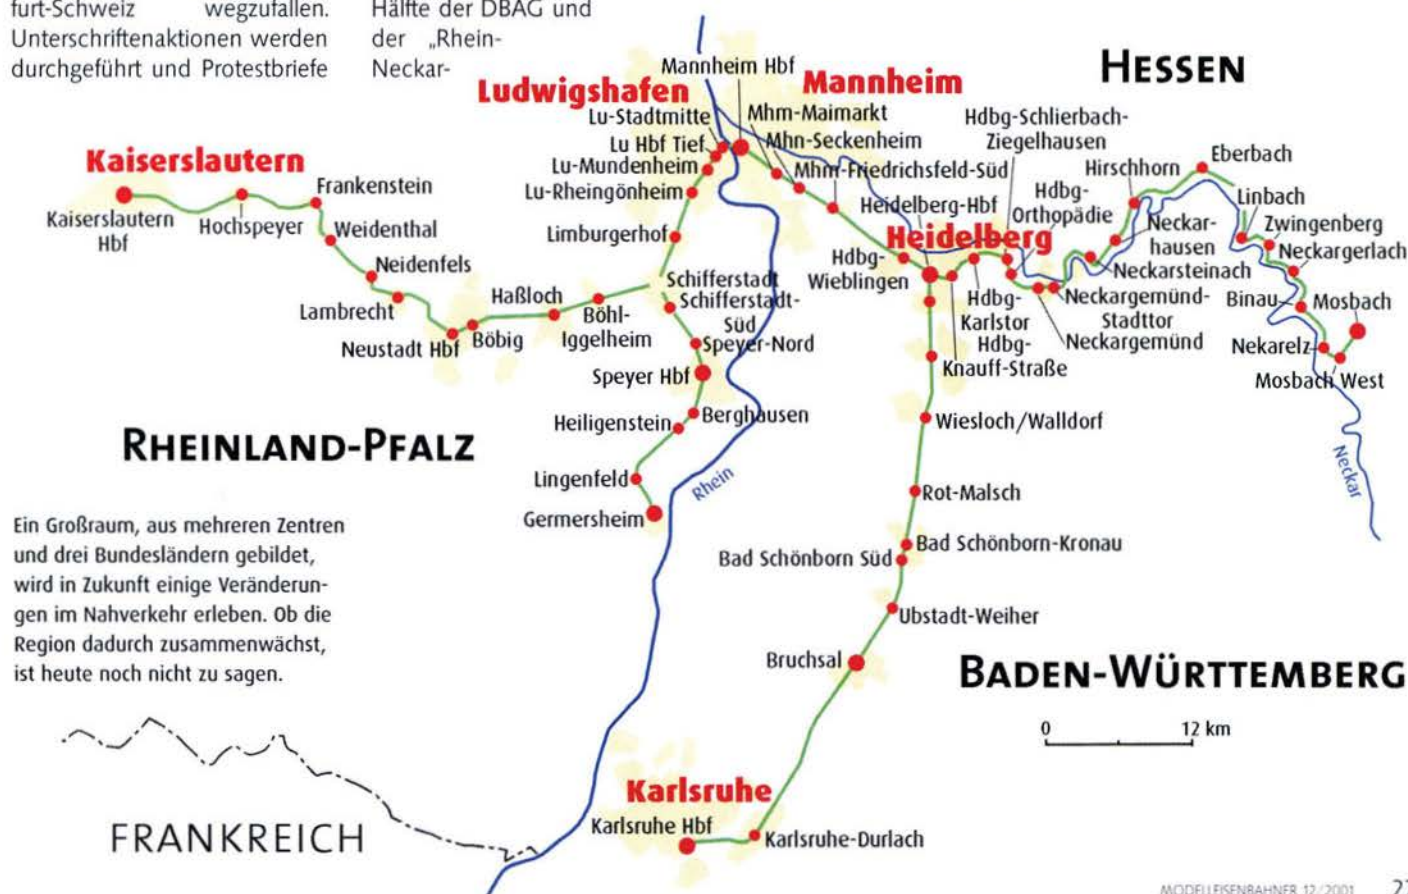 furt-Schweiz wegzufallen.
Unterschriftenaktionen werden
durchgeführt und Protestbriefe
Hälfte der DBAG und
der „Rhein-
Neckar-
HESSEN
Ludwigshafen
Mannheim Hbf
Mannheim
Lu-Stadtmitte
Mhm-Maimarkt
Hdbg-Schlierbach-
Ziegelhausen
Lu Hbf Tief
Mhn-Seckenheim
Kaiserslautern
Lu-Mundenheim
Mhm-Friedrichsfeld-Süd
Hirschhorn
Eberbach
Frankenstein
Lu-Rheingönheim
Heidelberg-Hbf
Hdbg-
Orthopädie
Linbach
Kaiserslautern
Hbf
Hochspeyer
Weidenthal
Limburgerhof
Heidelberg
Neckar-
hausen
Zwingenberg
Neckargerlach
Neidenfels
Hdbg-
Wieblingen
Neckarsteinach
Schifferstadt
Schifferstadt-
Süd
Haßloch
Lambrecht
Böhl-
Iggelheim
Hdbg-
Karlstor
Neckargemünd-
Stadttor
Binau
Mosbach
Neustadt Hbf
Böbig
Speyer-Nord
Hdbg-
Knauff-Straße
Neckargemünd
Nekarelz
Speyer Hbf
Mosbach West
Heiligenstein
Berghausen
Wiesloch/Walldorf
RHEINLAND-PFALZ
Lingenfeld
Rhein
Neckar
Germersheim
Rot-Malsch
Ein Großraum, aus mehreren Zentren
und drei Bundesländern gebildet,
wird in Zukunft einige Veränderun-
gen im Nahverkehr erleben. Ob die
Region dadurch zusammenwächst,
ist heute noch nicht zu sagen.
Bad Schönborn-Kronau
Bad Schönborn Süd
Ubstadt-Weiher
Bruchsal
BADEN-WÜRTTEMBERG
0 12 km
Karlsruhe
Karlsruhe Hbf
Karlsruhe-Durlach
FRANKREICH
MODELLEISENBAHNER 12/2001